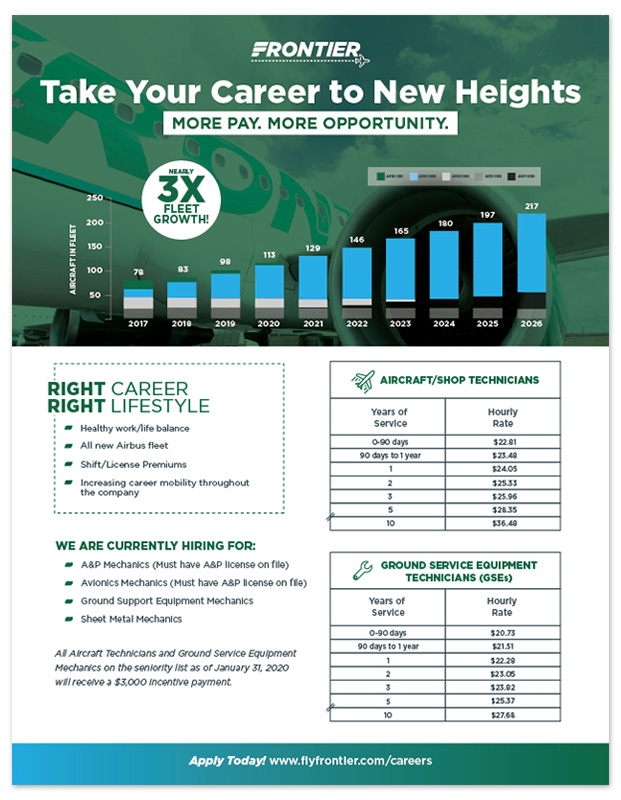 FRONTIER
Take Your Career to New Heights
MORE PAY. MORE OPPORTUNITY.
NEARLY
3X
FLEET
GROWTH!
AIRCRAFT IN FLEET
250
200
150
100
50
78
83
98
113
129
146
165
180
197
217
2017 2018 2019 2020 2021 2022 2023 2024 2025 2026
RIGHT CAREER
RIGHT LIFESTYLE
Healthy work/life balance
All new Airbus fleet
Shift/License Premiums
Increasing career mobility throughout
the company
WE ARE CURRENTLY HIRING FOR:
A&P Mechanics (Must have A&P license on file)
Avionics Mechanics (Must have A&P license on file)
Ground Support Equipment Mechanics
Sheet Metal Mechanics
All Aircraft Technicians and Ground Service Equipment
Mechanics on the seniority list as of January 31, 2020
will receive a $3,000 incentive payment.
AIRCRAFT/SHOP TECHNICIANS
Years of Service Hourly Rate
0-90 days $22.81
90 days to 1 year $23.48
1 $24.05
2 $25.33
3 $25.96
5 $28.35
10 $36.48
GROUND SERVICE EQUIPMENT
TECHNICIANS (GSEs)
Years of Service Hourly Rate
0-90 days $20.73
90 days to 1 year $21.51
1 $22.28
2 $23.05
3 $23.82
5 $25.37
10 $27.68
Apply Today! www.flyfrontier.com/careers